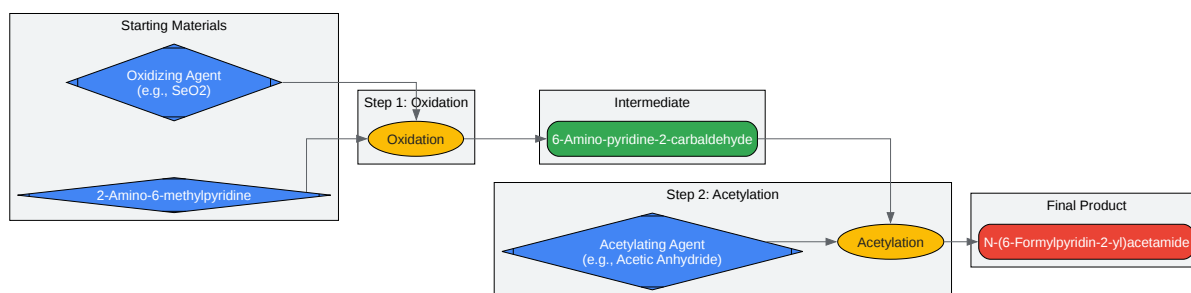 Starting Materials
Oxidizing Agent
(e.g., SeO2)
2-Amino-6-methylpyridine
Step 1: Oxidation
Oxidation
Intermediate
6-Amino-pyridine-2-carbaldehyde
Step 2: Acetylation
Acetylating Agent
(e.g., Acetic Anhydride)
Acetylation
Final Product
N-(6-Formylpyridin-2-yl)acetamide